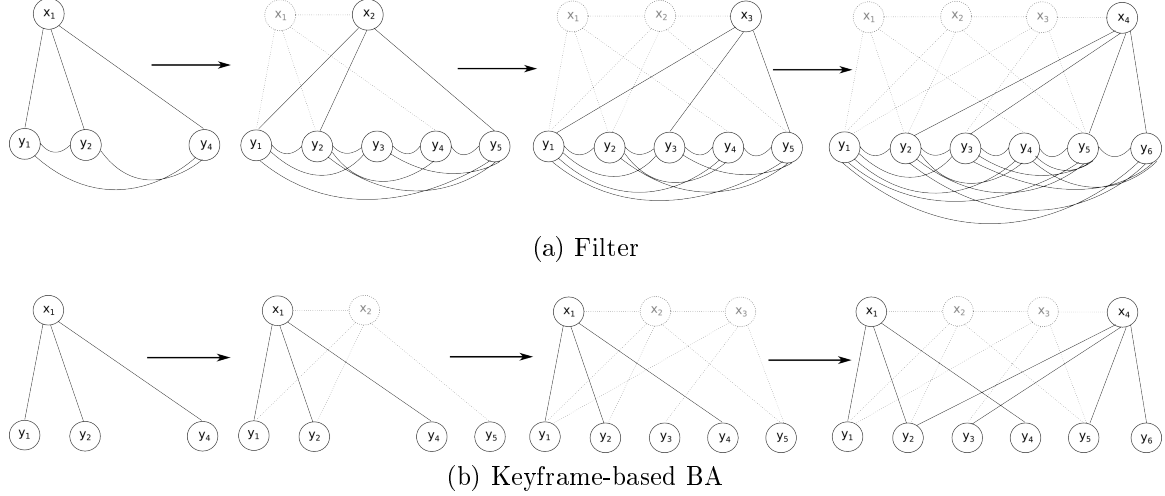 x₁ x₁ x₂ x₁ x₂ x₃ x₁ x₂ x₃ x₄
y₁ y₂ y₄ y₁ y₂ y₃ y₄ y₅ y₁ y₂ y₃ y₄ y₅ y₁ y₂ y₃ y₄ y₅ y₆
(a) Filter
x₁ x₁ x₂ x₁ x₂ x₃ x₁ x₂ x₃ x₄
y₁ y₂ y₄ y₁ y₂ y₄ y₅ y₁ y₂ y₃ y₄ y₅ y₁ y₂ y₃ y₄ y₅ y₆
(b) Keyframe-based BA